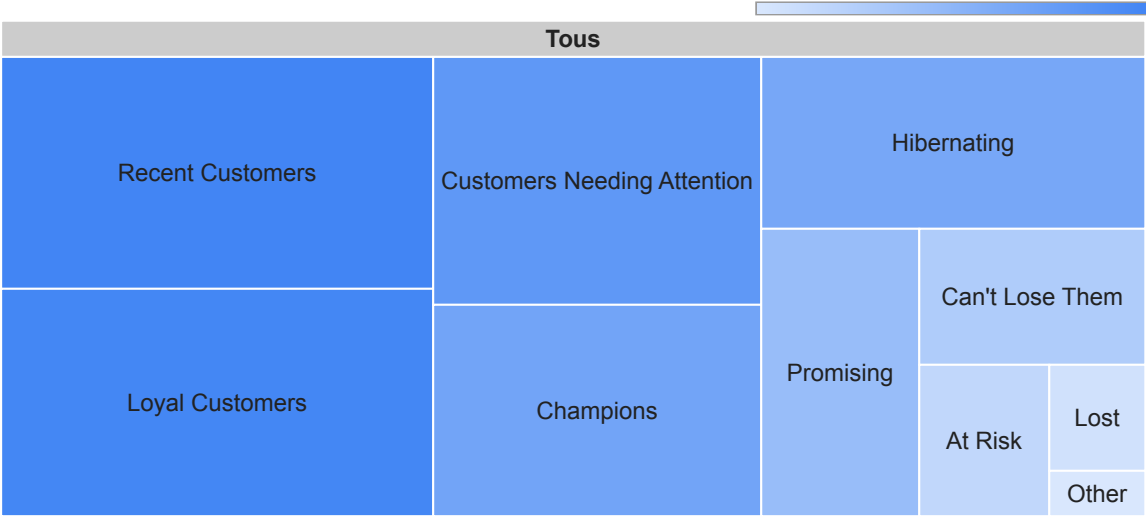 Tous
Recent Customers
Loyal Customers
Customers Needing Attention
Champions
Hibernating
Promising
Can't Lose Them
At Risk
Lost
Other